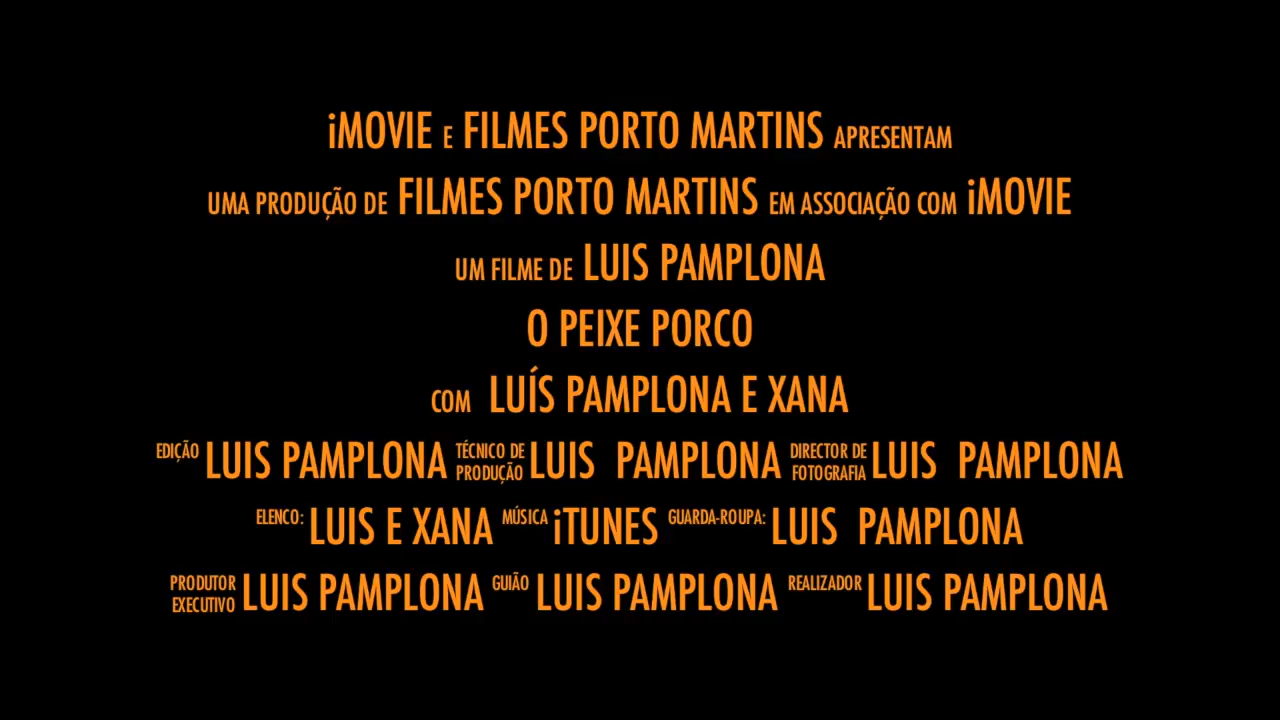 iMOVIE E FILMES PORTO MARTINS APRESENTAM
UMA PRODUÇÃO DE FILMES PORTO MARTINS EM ASSOCIAÇÃO COM iMOVIE
UM FILME DE LUIS PAMPLONA
O PEIXE PORCO
COM LUÍS PAMPLONA E XANA
EDIÇÃO LUIS PAMPLONA TÉCNICO DE PRODUÇÃO LUIS PAMPLONA DIRECTOR DE FOTOGRAFIA LUIS PAMPLONA
ELENCO: LUIS E XANA MÚSICA iTUNES GUARDA-ROUPA: LUIS PAMPLONA
PRODUTOR EXECUTIVO LUIS PAMPLONA GUIÃO LUIS PAMPLONA REALIZADOR LUIS PAMPLONA